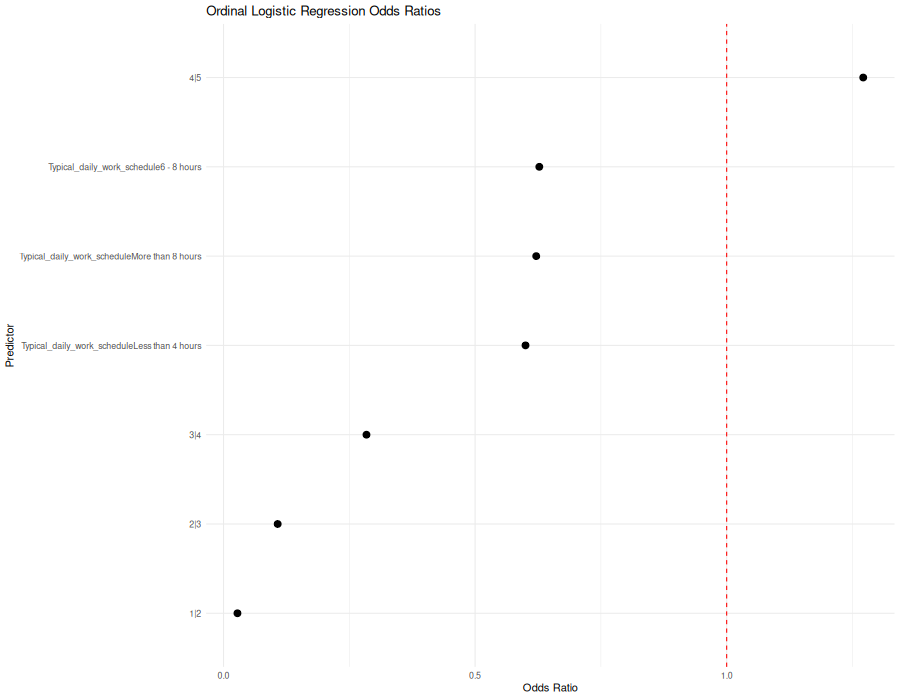 Ordinal Logistic Regression Odds Ratios
4|5
Typical_daily_work_schedule6 - 8 hours
Typical_daily_work_scheduleMore than 8 hours
Predictor
Typical_daily_work_scheduleLess than 4 hours
3|4
2|3
1|2
0.0 0.5 1.0
Odds Ratio